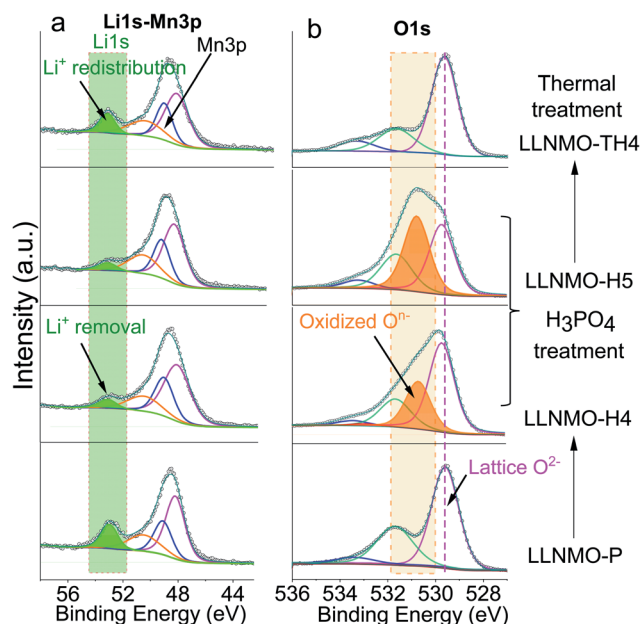 a
Li1s-Mn3p
Li1s
Li⁺ redistribution
Mn3p
Li⁺ removal
Intensity (a.u.)
56
52
48
44
Binding Energy (eV)
b
O1s
Oxidized Oⁿ⁻
Lattice O²⁻
536
534
532
530
528
Binding Energy (eV)
Thermal
treatment
LLNMO-TH4
LLNMO-H5
H₃PO₄
treatment
LLNMO-H4
LLNMO-P